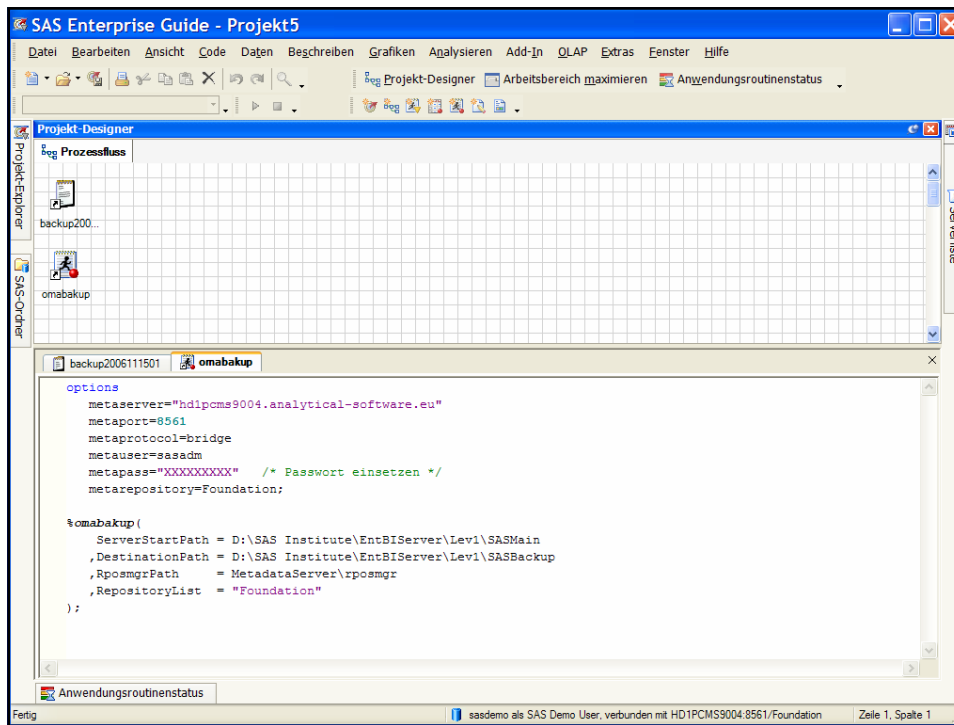 SAS Enterprise Guide - Projekt5
Datei Bearbeiten Ansicht Code Daten Beschreiben Grafiken Analysieren Add-In OLAP Extras Fenster Hilfe
Projekt-Designer Arbeitsbereich maximieren Anwendungsroutinenstatus
Projekt-Designer
Prozessfluss
Projekt-Explorer
SAS-Ordner
Serverliste
backup200...
omabakup
backup2006111501 omabakup
options
metaserver="hd1pcms9004.analytical-software.eu"
metaport=8561
metaprotocol=bridge
metauser=sasadm
metapass="XXXXXXXXX" /* Passwort einsetzen */
metarepository=Foundation;
%omabakup(
ServerStartPath = D:\SAS Institute\EntBIServer\Lev1\SASMain
,DestinationPath = D:\SAS Institute\EntBIServer\Lev1\SASBackup
,RposmgrPath = MetadataServer\rposmgr
,RepositoryList = "Foundation"
);
Anwendungsroutinenstatus
Fertig
sasdemo als SAS Demo User, verbunden mit HD1PCMS9004:8561/Foundation
Zeile 1, Spalte 1